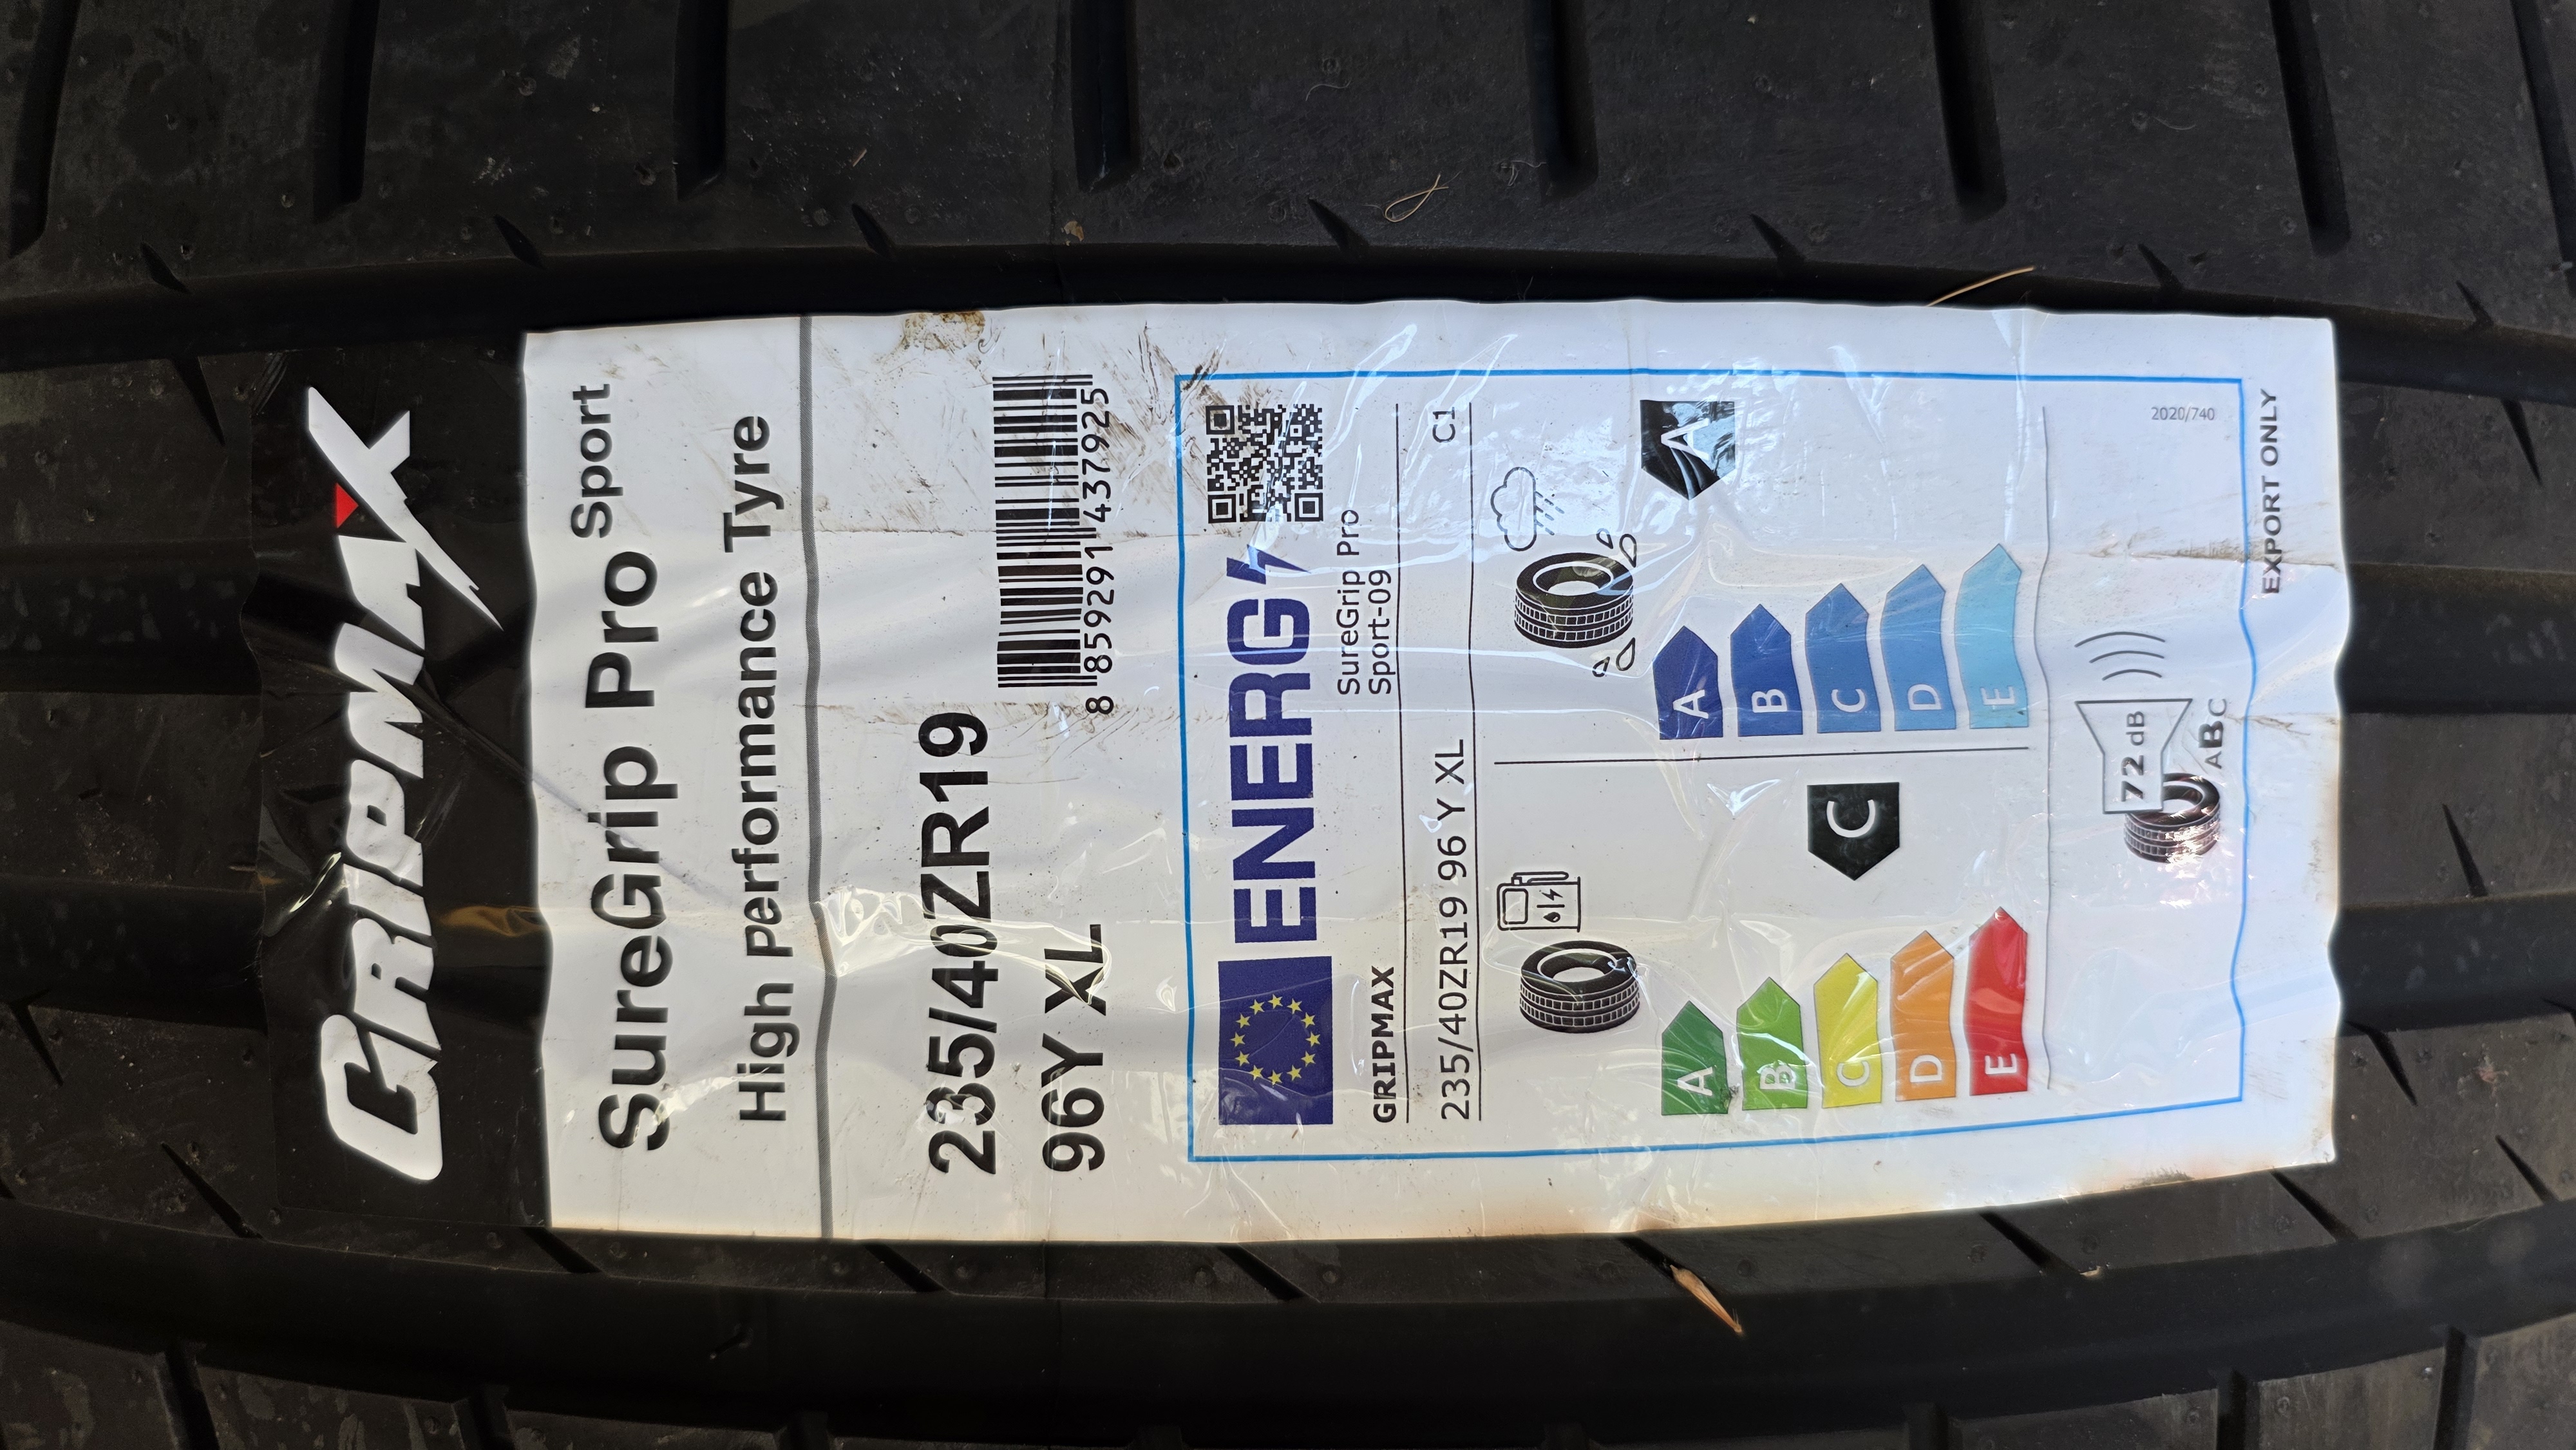 GRIPMAX
SureGrip Pro Sport
High Performance Tyre
235/40ZR19
96Y XL
8 859291 437925
ENERG
GRIPMAX
SureGrip Pro
Sport-09
235/40ZR19 96 Y XL
C1
A
B
C
D
E
C
A
B
C
D
E
A
72 dB
ABC
2020/740
EXPORT ONLY